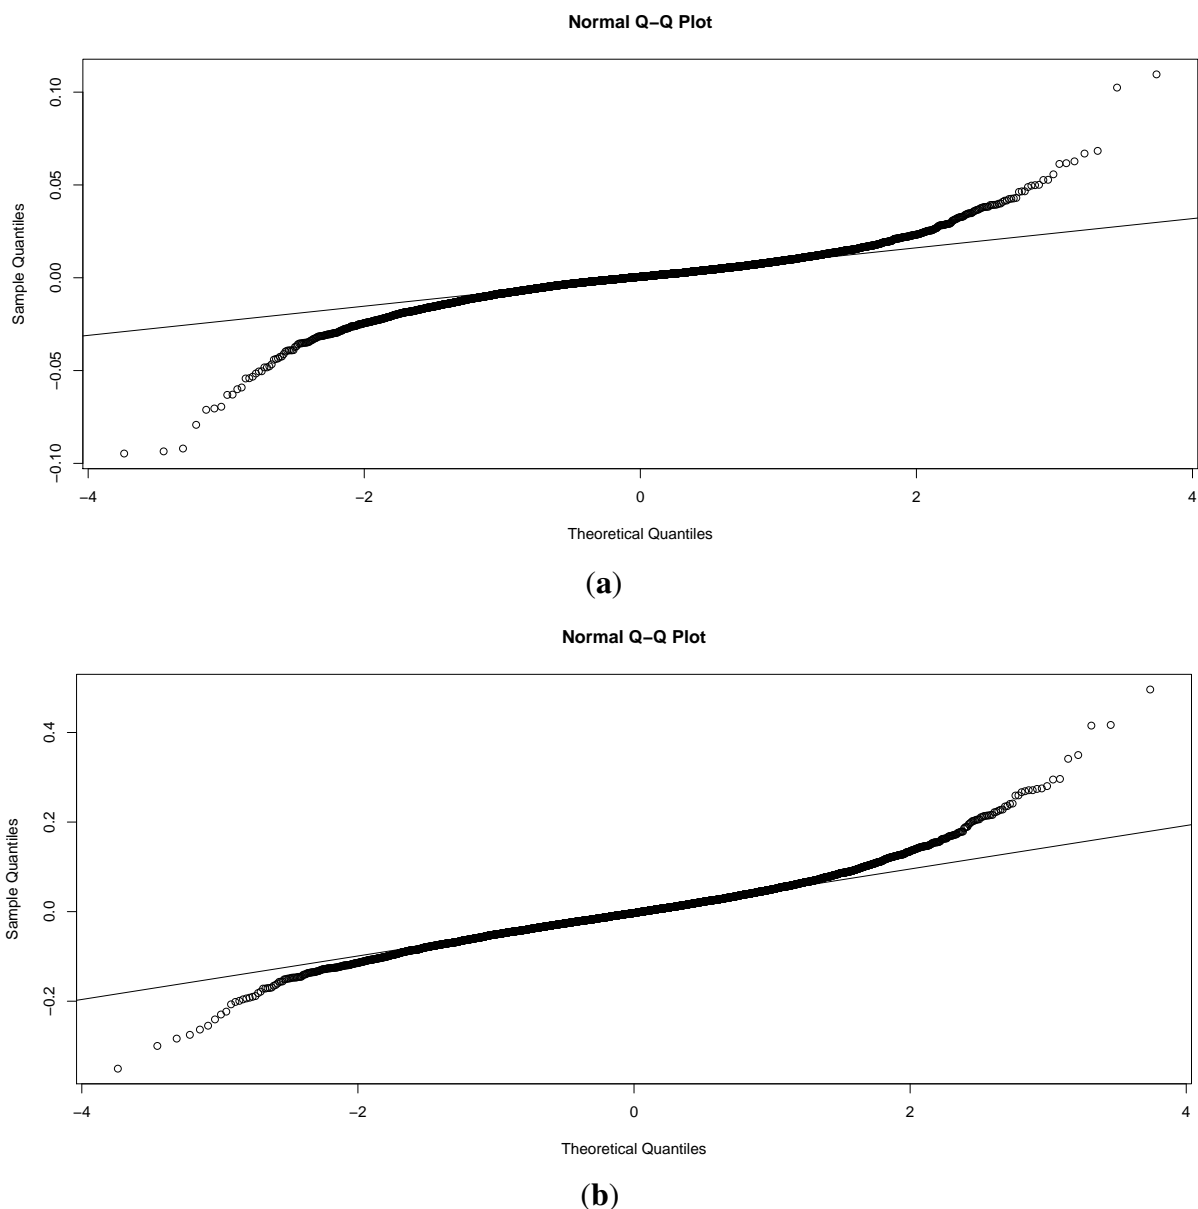 Normal Q−Q Plot
0.10
0.05
0.00
−0.05
−0.10
Sample Quantiles
−4 −2 0 2 4
Theoretical Quantiles
(a)
Normal Q−Q Plot
0.4
0.2
0.0
−0.2
Sample Quantiles
−4 −2 0 2 4
Theoretical Quantiles
(b)